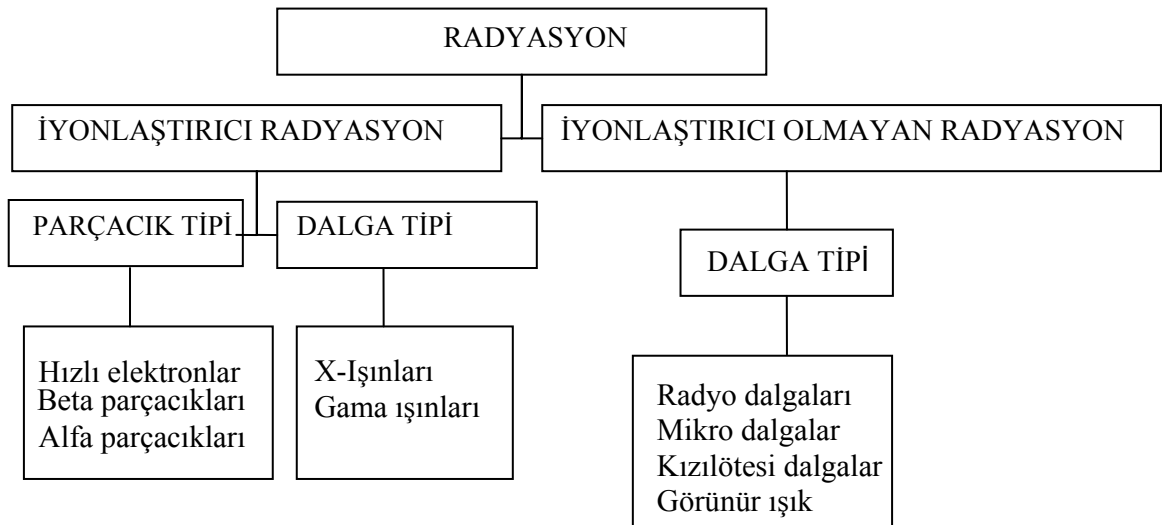 RADYASYON
İYONLAŞTIRICI RADYASYON
İYONLAŞTIRICI OLMAYAN RADYASYON
PARÇACIK TİPİ
DALGA TİPİ
DALGA TİPİ
Hızlı elektronlar
Beta parçacıkları
Alfa parçacıkları
X-Işınları
Gama ışınları
Radyo dalgaları
Mikro dalgalar
Kızılötesi dalgalar
Görünür ışık